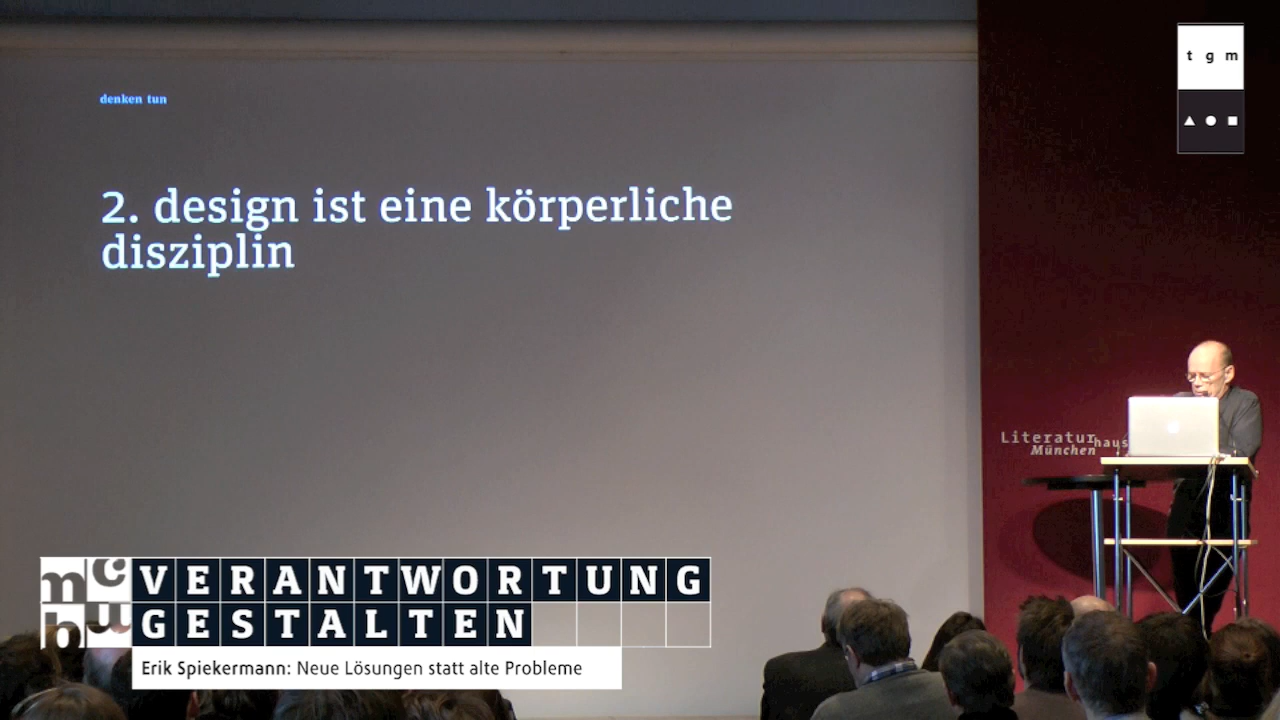 denken tun
2. design ist eine körperliche
disziplin
t g m
Literatur
haus
München
mcbw
VERANTWORTUNG
GESTALTEN
Erik Spiekermann: Neue Lösungen statt alte Probleme